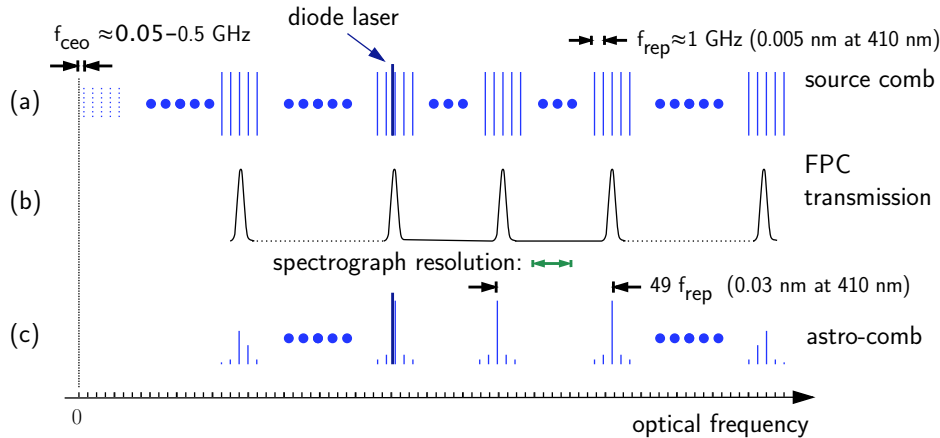 diode laser
f_ceo ≈0.05–0.5 GHz
f_rep≈1 GHz (0.005 nm at 410 nm)
(a)
source comb
(b)
FPC
transmission
spectrograph resolution:
49 f_rep (0.03 nm at 410 nm)
(c)
astro-comb
0
optical frequency